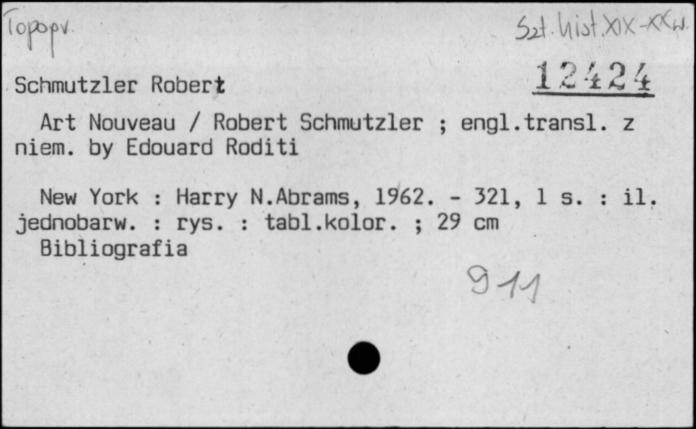 Topogr.
Szt. hist. XIX-XX w.
12424
Schmutzler Robert
Art Nouveau / Robert Schmutzler ; engl.transl. z
niem. by Edouard Roditi
New York : Harry N.Abrams, 1962. - 321, 1 s. : il.
jednobarw. : rys. : tabl.kolor. ; 29 cm
Bibliografia
911